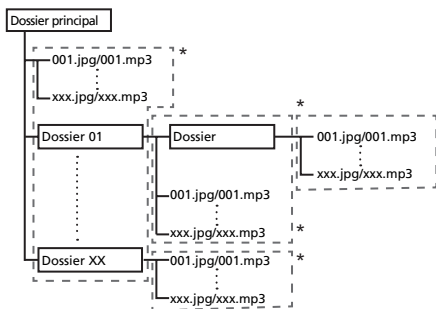 Dossier principal
001.jpg/001.mp3
*
xxx.jpg/xxx.mp3
*
Dossier 01
Dossier
001.jpg/001.mp3
xxx.jpg/xxx.mp3
001.jpg/001.mp3
xxx.jpg/xxx.mp3
*
Dossier XX
001.jpg/001.mp3
*
xxx.jpg/xxx.mp3